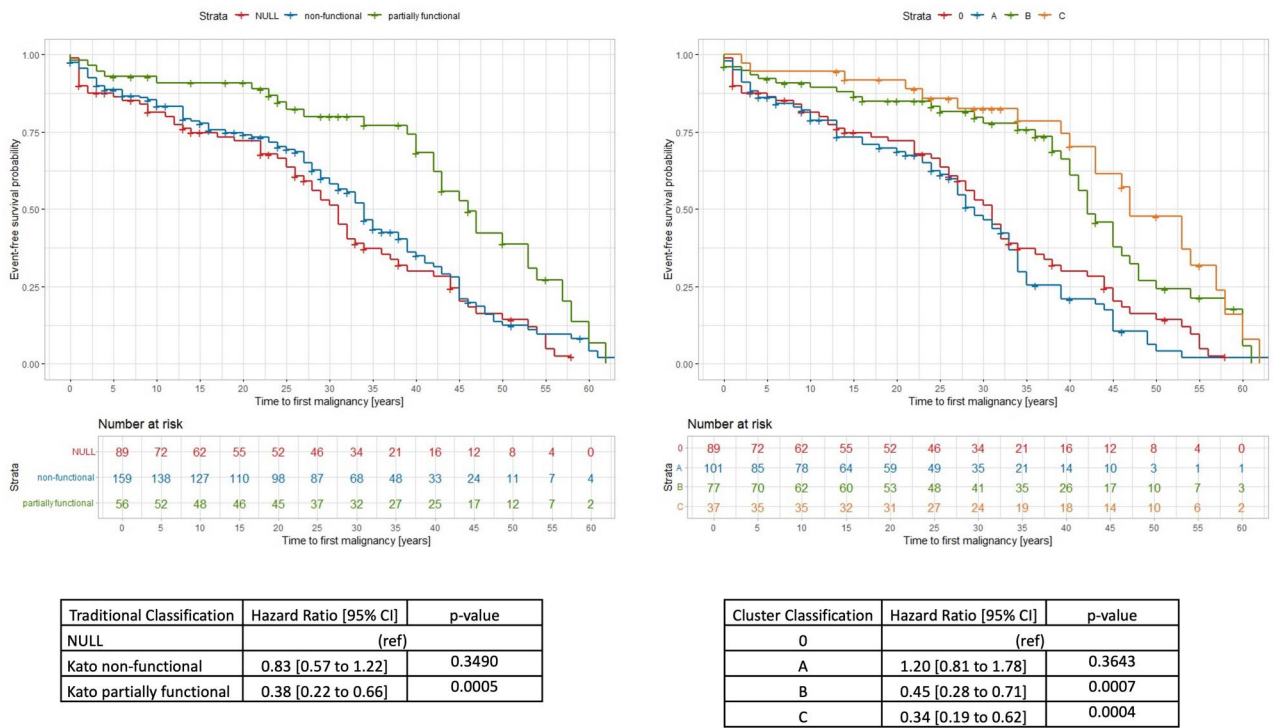 Strata NULL non-functional partially functional
1.00
0.75
0.50
0.25
0.00
Event-free survival probability
0 5 10 15 20 25 30 35 40 45 50 55 60
Time to first malignancy [years]
Number at risk
Strata
NULL 89 72 62 55 52 46 34 21 16 12 8 4 0
non-functional 159 138 127 110 98 87 68 48 33 24 11 7 4
partially functional 56 52 48 46 45 37 32 27 25 17 12 7 2
0 5 10 15 20 25 30 35 40 45 50 55 60
Time to first malignancy [years]
Traditional Classification Hazard Ratio [95% CI] p-value
NULL (ref)
Kato non-functional 0.83 [0.57 to 1.22] 0.3490
Kato partially functional 0.38 [0.22 to 0.66] 0.0005
Strata 0 A B C
1.00
0.75
0.50
0.25
0.00
Event-free survival probability
0 5 10 15 20 25 30 35 40 45 50 55 60
Time to first malignancy [years]
Number at risk
Strata
0 89 72 62 55 52 46 34 21 16 12 8 4 0
A 101 85 78 64 59 49 35 21 14 10 3 1 1
B 77 70 62 60 53 48 41 35 26 17 10 7 3
C 37 35 35 32 31 27 24 19 18 14 10 6 2
0 5 10 15 20 25 30 35 40 45 50 55 60
Time to first malignancy [years]
Cluster Classification Hazard Ratio [95% CI] p-value
0 (ref)
A 1.20 [0.81 to 1.78] 0.3643
B 0.45 [0.28 to 0.71] 0.0007
C 0.34 [0.19 to 0.62] 0.0004